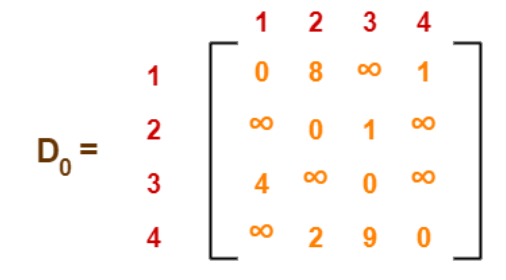 1 2 3 4
1 0 8 ∞ 1
2 ∞ 0 1 ∞
D₀ =
3 4 ∞ 0 ∞
4 ∞ 2 9 0